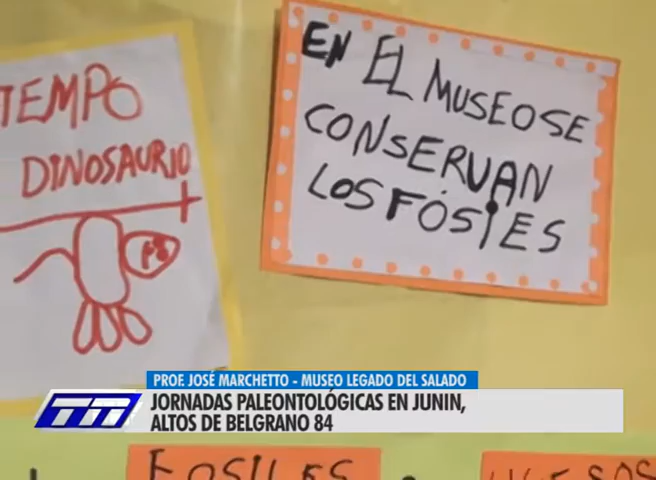 TEMPO
DINOSAURIO
EN EL MUSEOSE
CONSERVAN
LOS FÓSIES
PROF. JOSÉ MARCHETTO - MUSEO LEGADO DEL SALADO
JORNADAS PALEONTOLÓGICAS EN JUNIN,
ALTOS DE BELGRANO 84
FOSILES